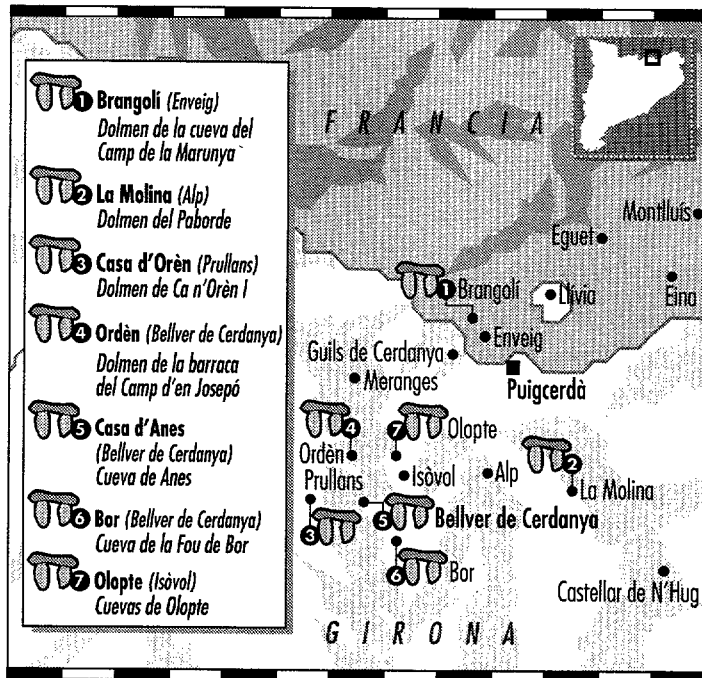 1 Brangolí (Enveig)
Dolmen de la cueva del
Camp de la Marunya
2 La Molina (Alp)
Dolmen del Paborde
3 Casa d'Orèn (Prullans)
Dolmen de Ca n'Orèn I
4 Ordèn (Bellver de Cerdanya)
Dolmen de la barraca
del Camp d'en Josepó
5 Casa d'Anes
(Bellver de Cerdanya)
Cueva de Anes
6 Bor (Bellver de Cerdanya)
Cueva de la Fou de Bor
7 Olopte (Isòvol)
Cuevas de Olopte
FRANCIA
Montlluís
Eguet
1 Brangolí
Llívia
Eina
Enveig
Guils de Cerdanya
Meranges
Puigcerdà
4
7 Olopte
Ordèn
Prullans
Isòvol
Alp
2
La Molina
3
5 Bellver de Cerdanya
6 Bor
Castellar de N'Hug
GIRONA